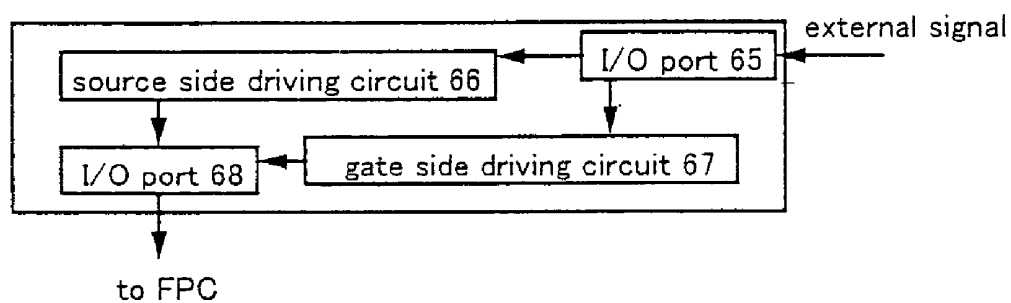 external signal
I/O port 65
source side driving circuit 66
I/O port 68
gate side driving circuit 67
to FPC